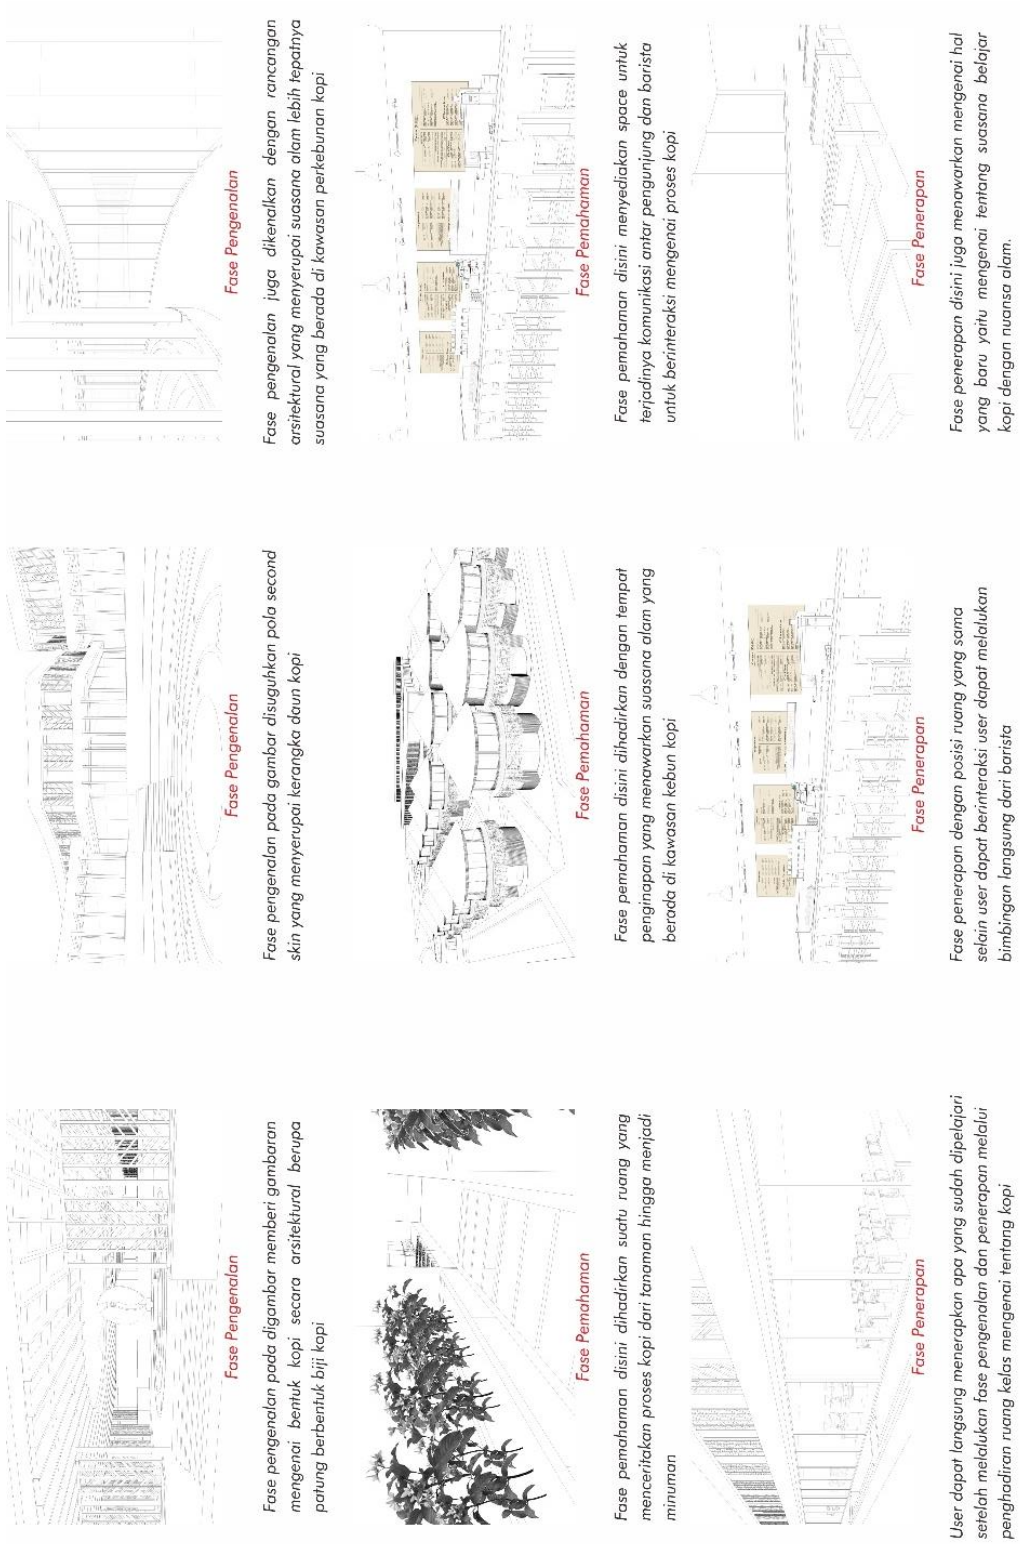 Fase Pengenalan
Fase pengenalan pada digambar memberi gambaran
mengenai bentuk kopi secara arsitektural berupa
patung berbentuk biji kopi
Fase Pengenalan
Fase pengenalan pada gambar disuguhkan pola second
skin yang menyerupai kerangka daun kopi
Fase Pengenalan
Fase pengenalan juga dikenalkan dengan rancangan
arsitektural yang menyerupai suasana alam lebih tepatnya
suasana yang berada di kawasan perkebunan kopi
Fase Pemahaman
Fase pemahaman disini dihadirkan suatu ruang yang
menceritakan proses kopi dari tanaman hingga menjadi
minuman
Fase Pemahaman
Fase pemahaman disini dihadirkan dengan tempat
penginapan yang menawarkan suasana alam yang
berada di kawasan kebun kopi
Fase Pemahaman
Fase pemahaman disini menyediakan space untuk
terjadinya komunikasi antar pengunjung dan barista
untuk berinteraksi mengenai proses kopi
Fase Penerapan
User dapat langsung menerapkan apa yang sudah dipelajari
setelah melalukan fase pengenalan dan penerapan melalui
penghadiran ruang kelas mengenai tentang kopi
Fase Penerapan
Fase penerapan dengan posisi ruang yang sama
selain user dapat berinteraksi user dapat melalukan
bimbingan langsung dari barista
Fase Penerapan
Fase penerapan disini juga menawarkan mengenai hal
yang baru yaitu mengenai tentang suasana belajar
kopi dengan nuansa alam.